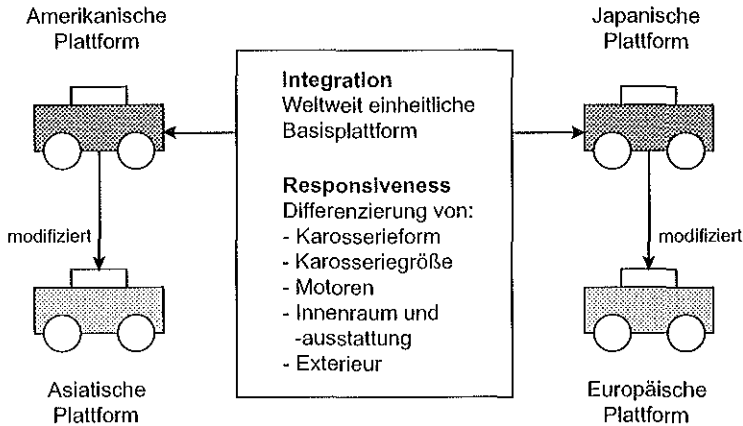 Amerikanische
Plattform
Japanische
Plattform
Integration
Weltweit einheitliche
Basisplattform
Responsiveness
Differenzierung von:
- Karosserieform
- Karosseriegröße
- Motoren
- Innenraum und
-ausstattung
- Exterieur
modifiziert
modifiziert
Asiatische
Plattform
Europäische
Plattform